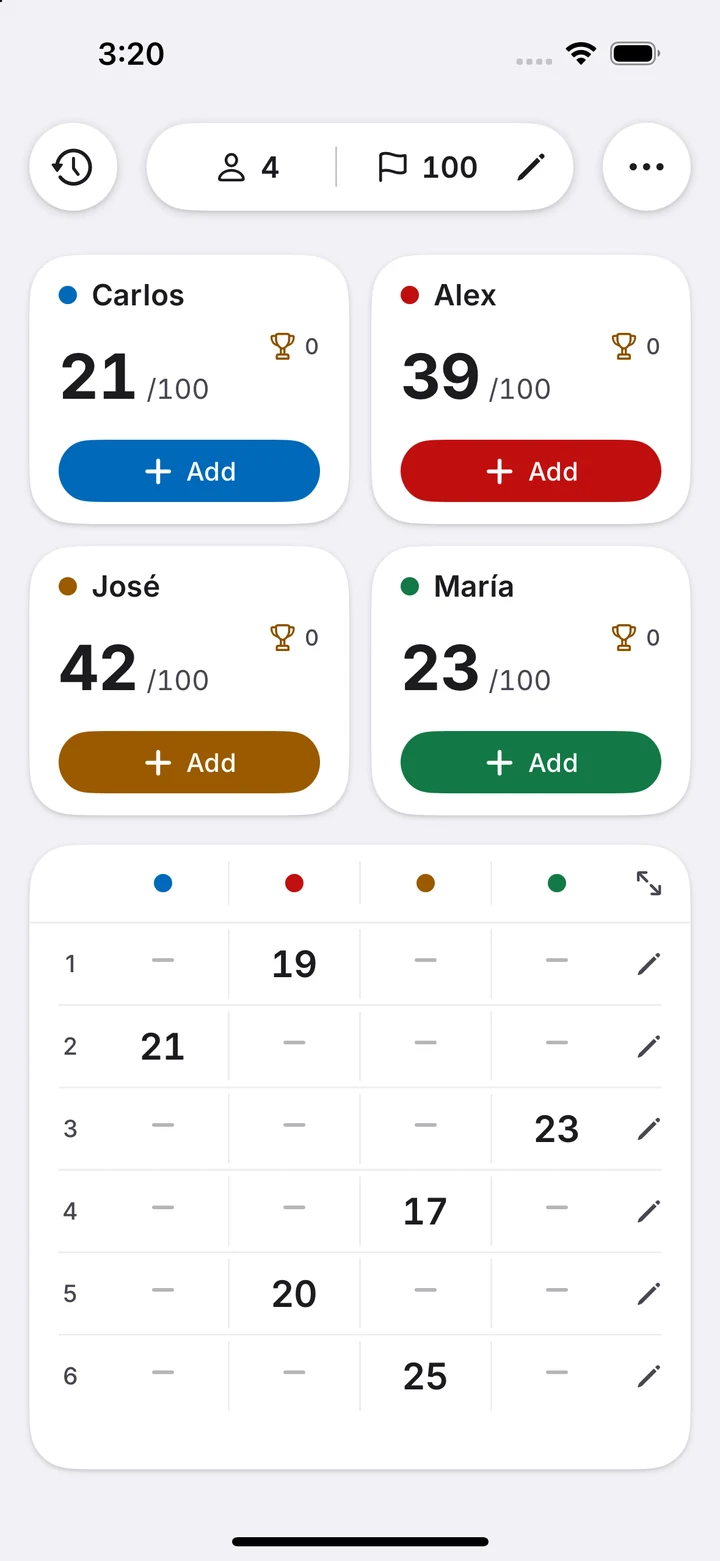 3:20
4 100
Carlos
0
21 /100
+ Add
Alex
0
39 /100
+ Add
José
0
42 /100
+ Add
María
0
23 /100
+ Add
1 – 19 – –
2 21 – – –
3 – – – 23
4 – – 17 –
5 – 20 – –
6 – – 25 –